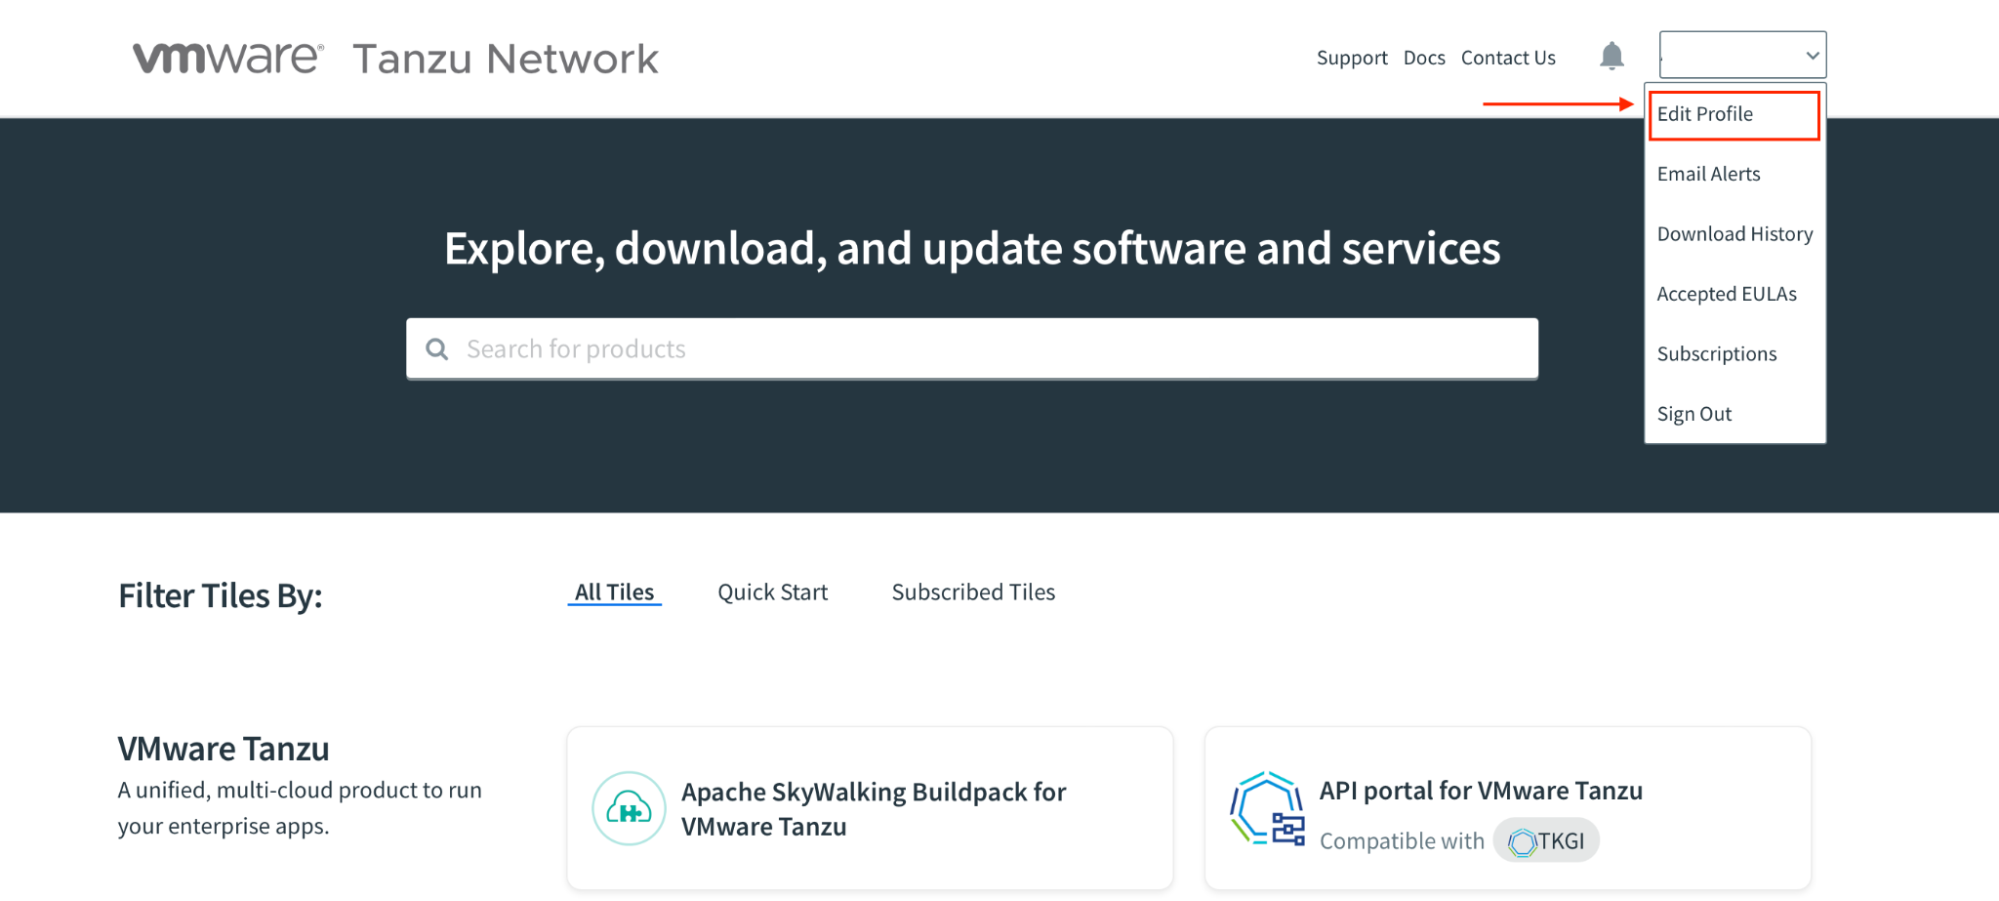 vmware® Tanzu Network
Support Docs Contact Us
Edit Profile
Email Alerts
Download History
Accepted EULAs
Subscriptions
Sign Out
Explore, download, and update software and services
Search for products
Filter Tiles By:
All Tiles Quick Start Subscribed Tiles
VMware Tanzu
A unified, multi-cloud product to run
your enterprise apps.
Apache SkyWalking Buildpack for
VMware Tanzu
API portal for VMware Tanzu
Compatible with TKGI